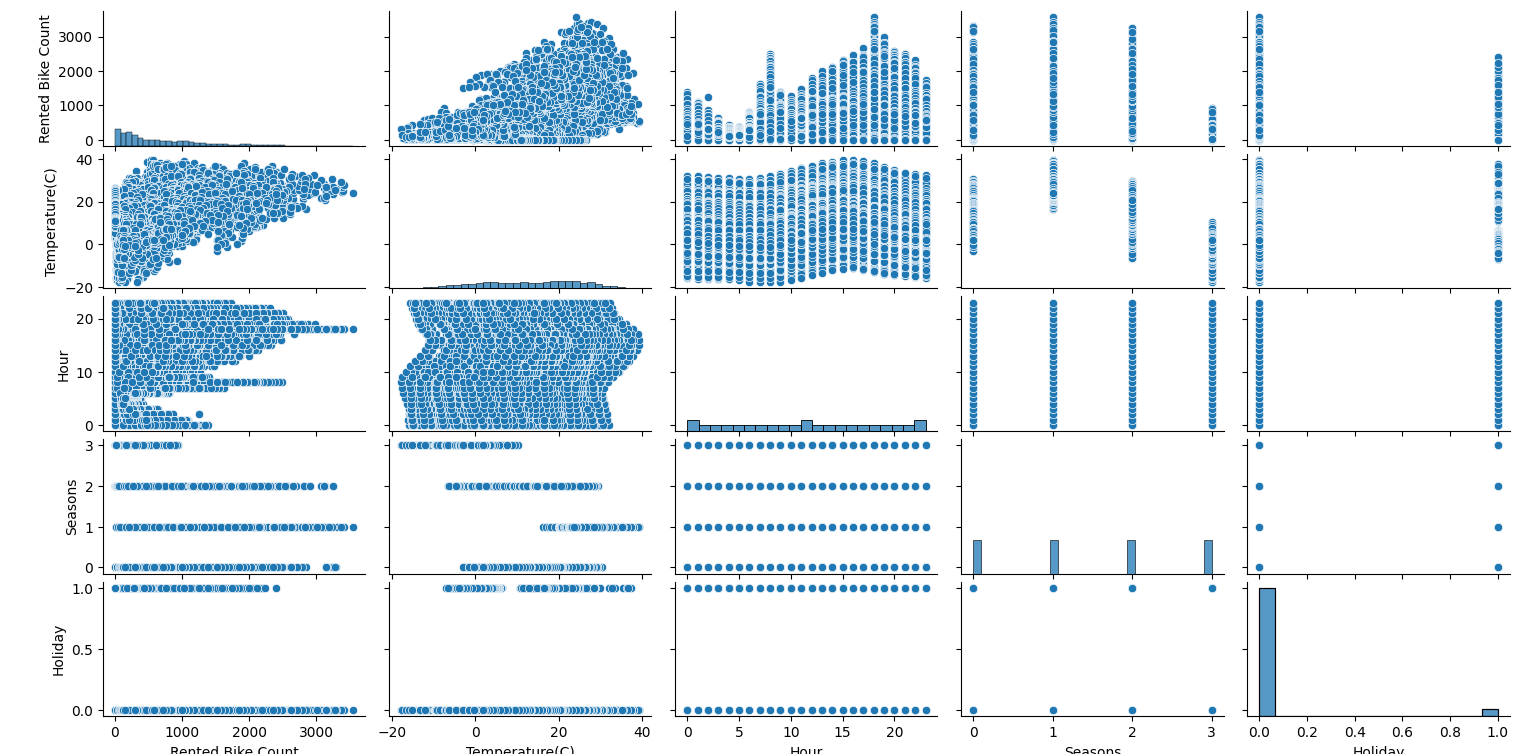 Rented Bike Count
3000
2000
1000
0
Temperature(C)
40
20
0
−20
Hour
20
10
0
Seasons
3
2
1
0
Holiday
1.0
0.5
0.0
0 1000 2000 3000
−20 0 20 40
0 5 10 15 20
0 1 2 3
0.0 0.2 0.4 0.6 0.8 1.0
Rented Bike Count
Temperature(C)
Hour
Seasons
Holiday